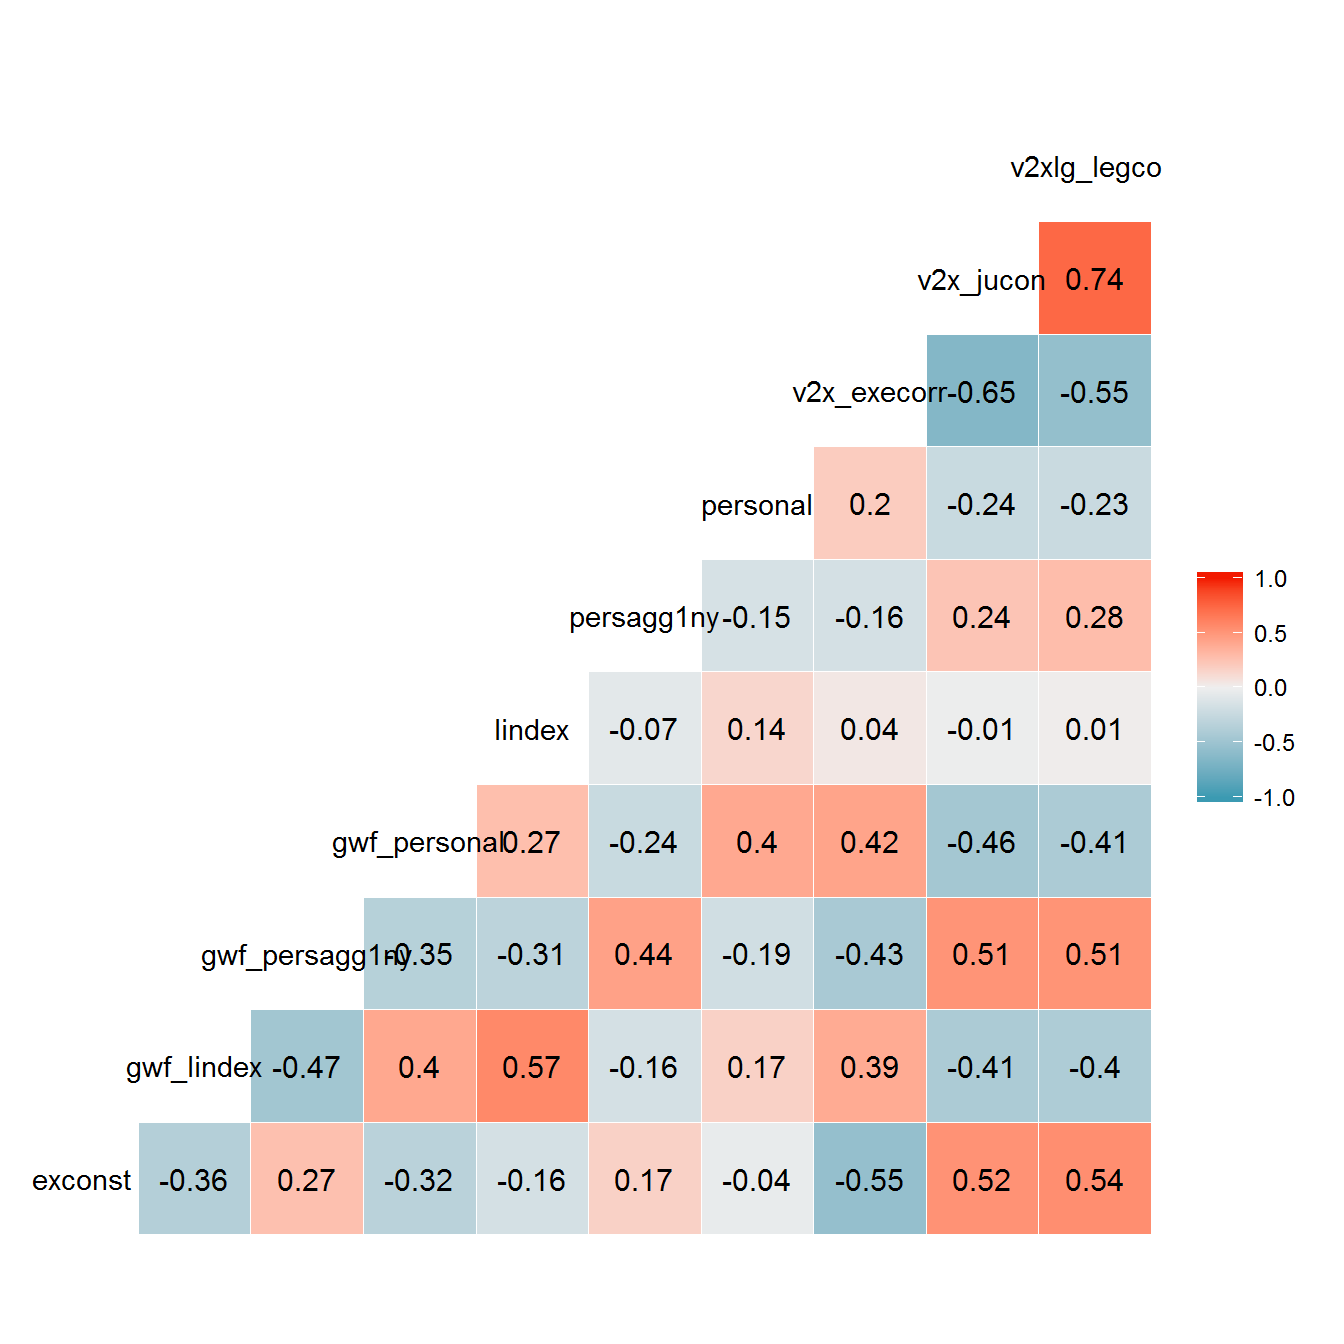 v2xlg_legco
v2x_jucon 0.74
v2x_execorr -0.65 -0.55
personal 0.2 -0.24 -0.23
persagg1ny -0.15 -0.16 0.24 0.28
lindex -0.07 0.14 0.04 -0.01 0.01
gwf_personal 0.27 -0.24 0.4 0.42 -0.46 -0.41
gwf_persagg1ny -0.35 -0.31 0.44 -0.19 -0.43 0.51 0.51
gwf_lindex -0.47 0.4 0.57 -0.16 0.17 0.39 -0.41 -0.4
exconst -0.36 0.27 -0.32 -0.16 0.17 -0.04 -0.55 0.52 0.54
1.0
0.5
0.0
-0.5
-1.0